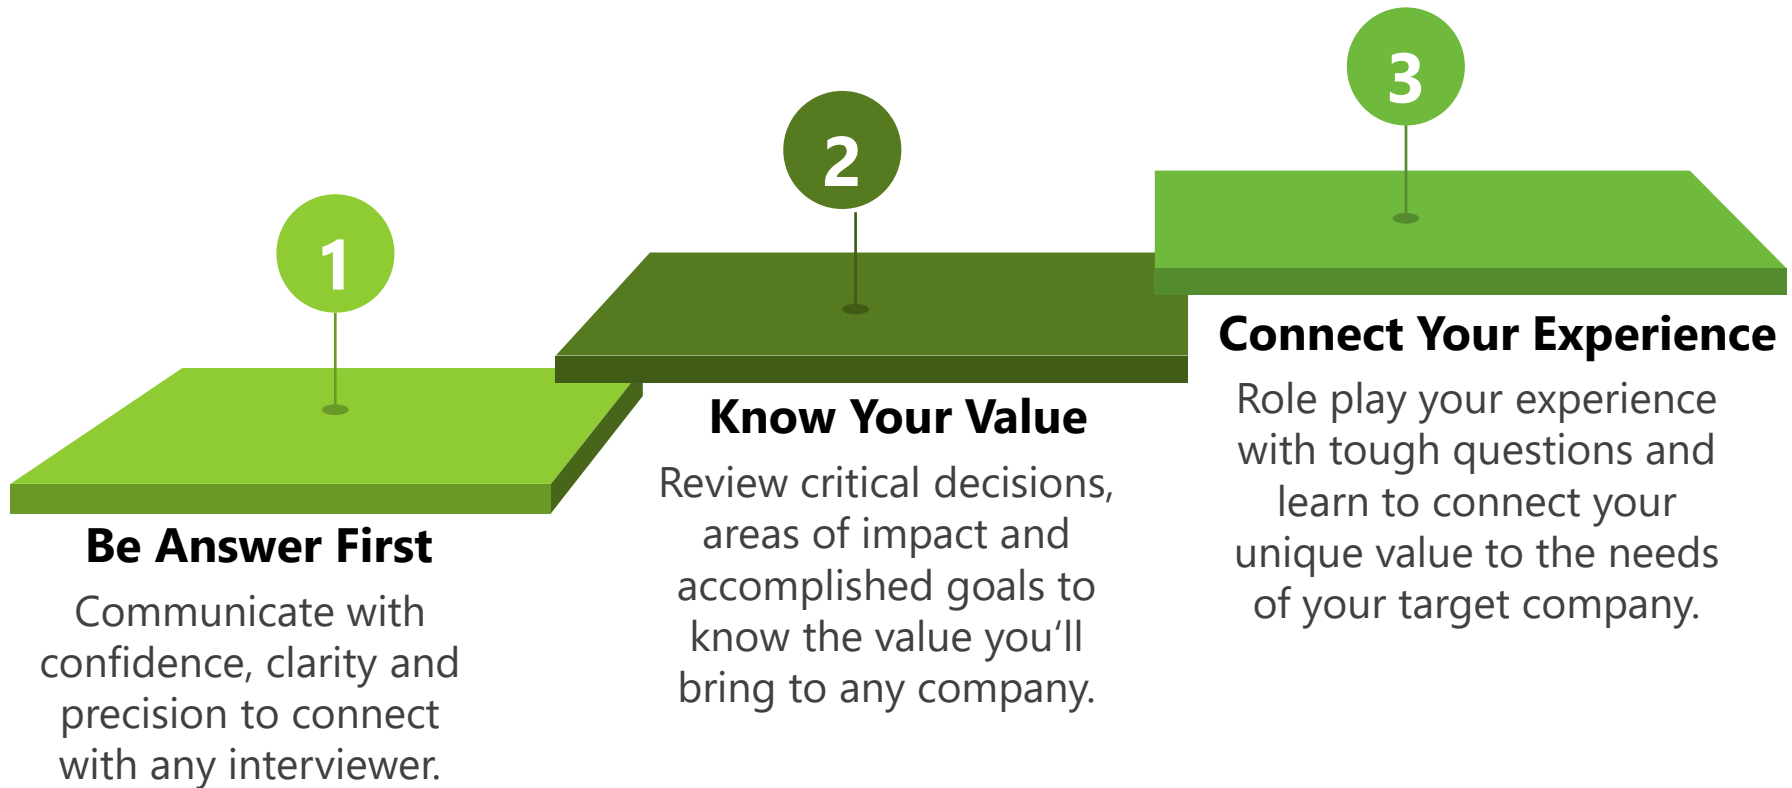 1
Be Answer First
Communicate with
confidence, clarity and
precision to connect
with any interviewer.
2
Know Your Value
Review critical decisions,
areas of impact and
accomplished goals to
know the value you‘ll
bring to any company.
3
Connect Your Experience
Role play your experience
with tough questions and
learn to connect your
unique value to the needs
of your target company.